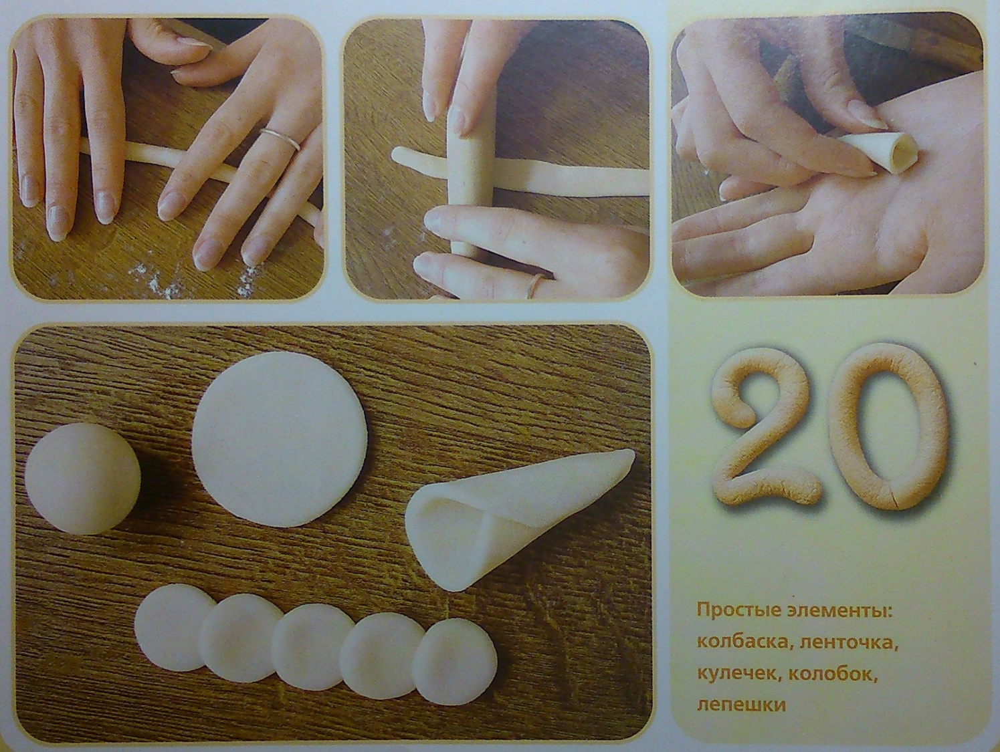 20
Простые элементы:
колбаска, ленточка,
кулечек, колобок,
лепешки